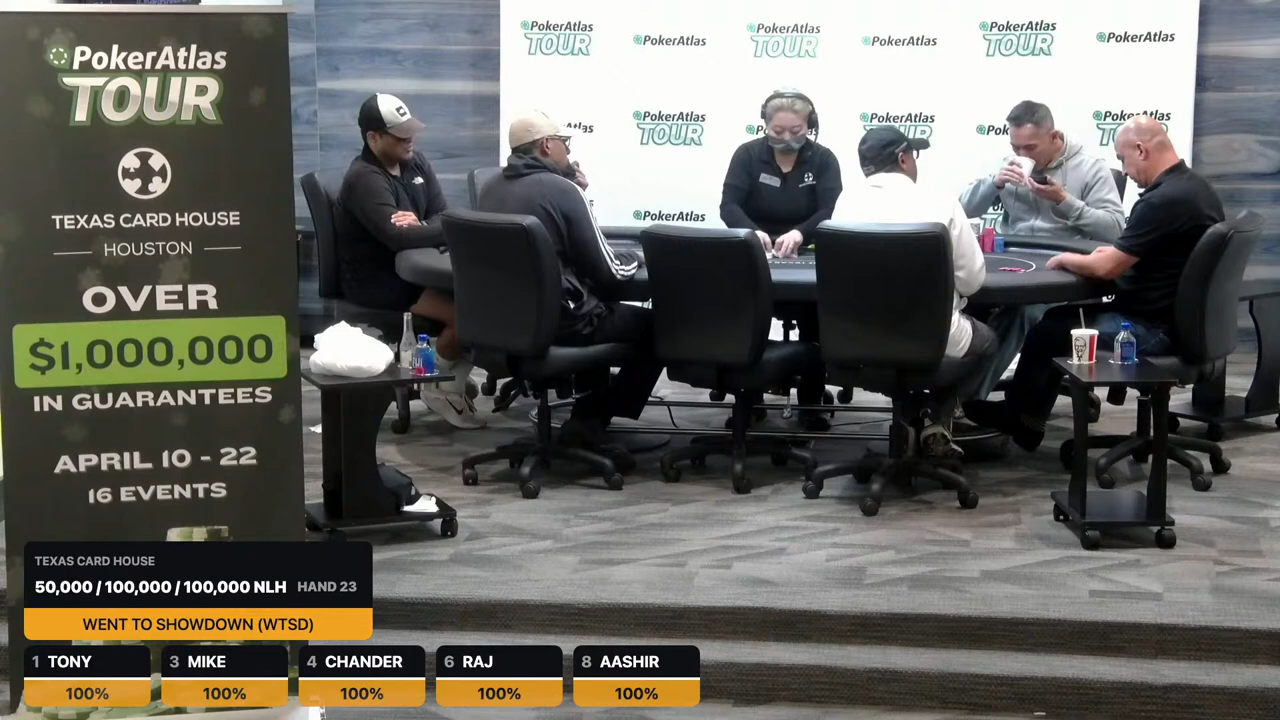 PokerAtlas
TOUR
TEXAS CARD HOUSE
HOUSTON
OVER
$1,000,000
IN GUARANTEES
APRIL 10 - 22
16 EVENTS
PokerAtlas
TOUR
PokerAtlas
PokerAtlas
TOUR
PokerAtlas
PokerAtlas
TOUR
PokerAtlas
PokerAtlas
TOUR
PokerAtlas
TOUR
PokerAtlas
PokerAtlas
TEXAS CARD HOUSE
50,000 / 100,000 / 100,000 NLH HAND 23
WENT TO SHOWDOWN (WTSD)
1 TONY
100%
3 MIKE
100%
4 CHANDER
100%
6 RAJ
100%
8 AASHIR
100%